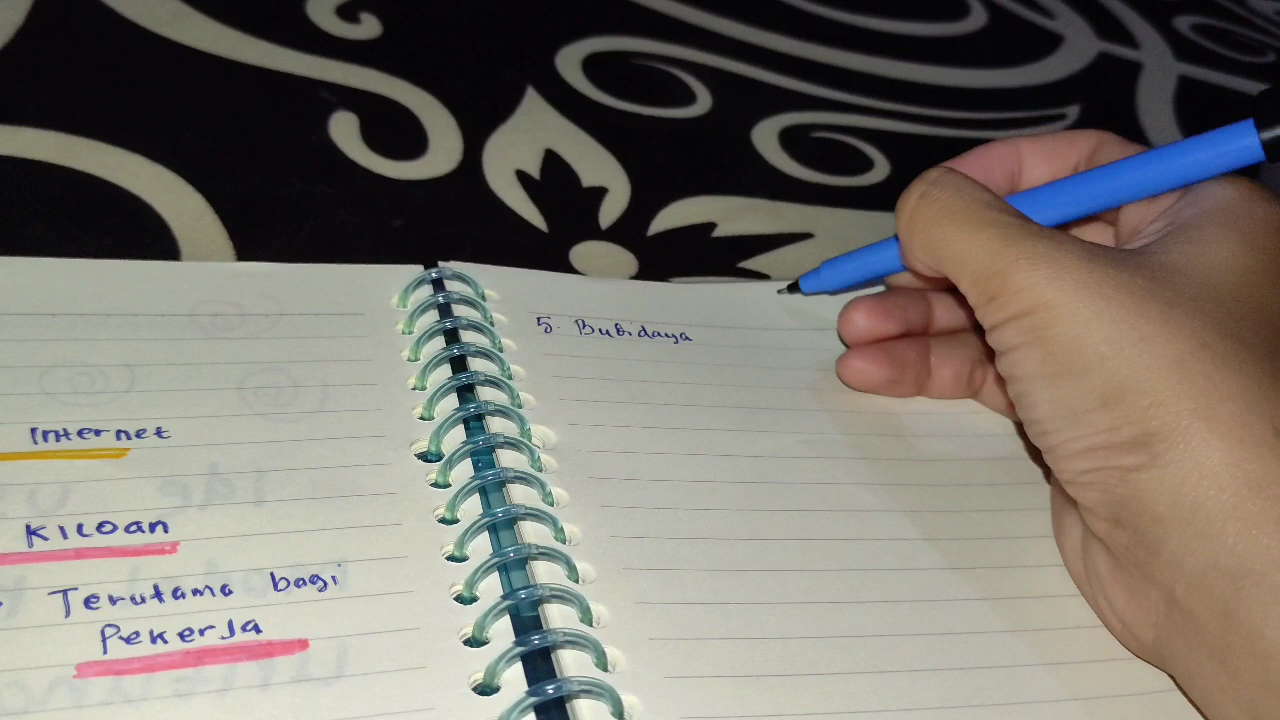 Internet
Kiloan
Terutama bagi
Pekerja
5. Budidaya